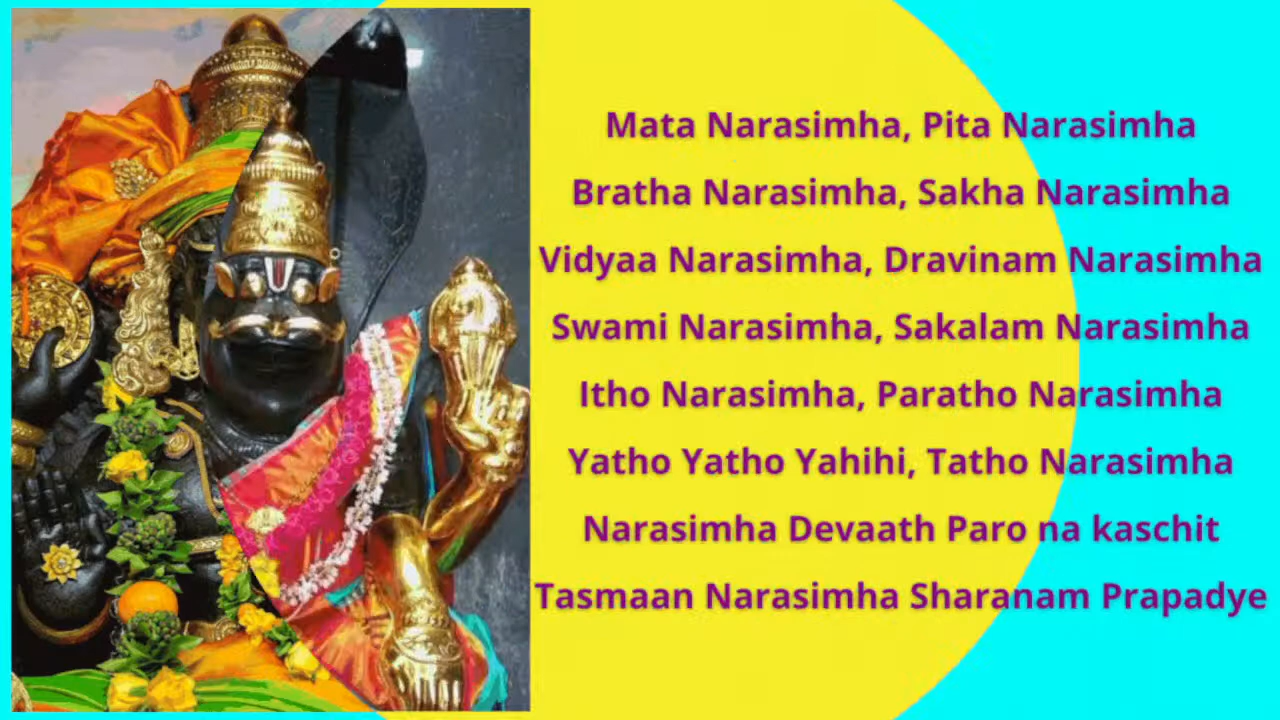 Mata Narasimha, Pita Narasimha
Bratha Narasimha, Sakha Narasimha
Vidyaa Narasimha, Dravinam Narasimha
Swami Narasimha, Sakalam Narasimha
Itho Narasimha, Paratho Narasimha
Yatho Yatho Yahihi, Tatho Narasimha
Narasimha Devaath Paro na kaschit
Tasmaan Narasimha Sharanam Prapadye